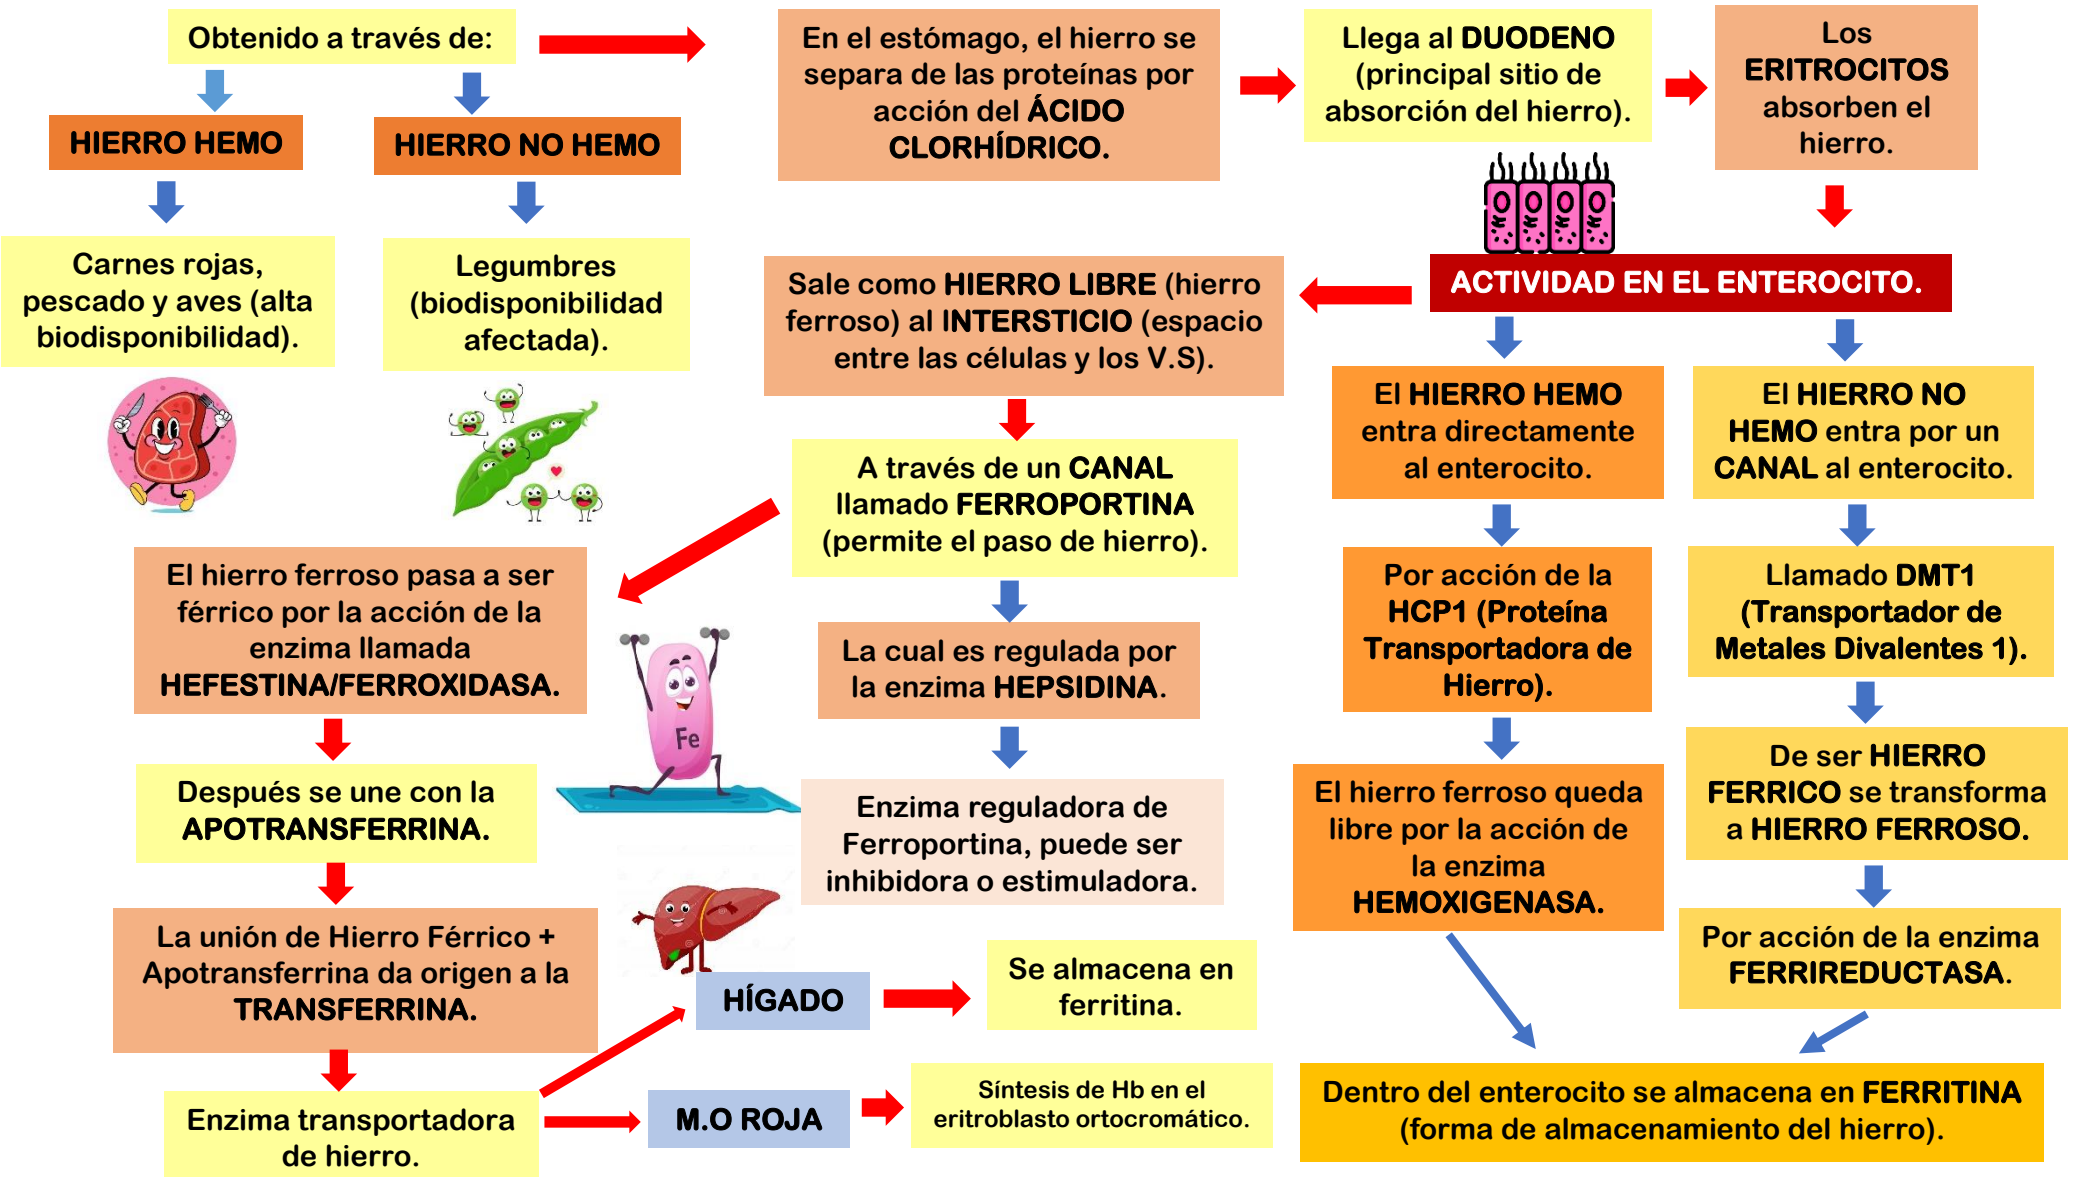 Obtenido a través de:
HIERRO HEMO
HIERRO NO HEMO
Carnes rojas,
pescado y aves (alta
biodisponibilidad).
Legumbres
(biodisponibilidad
afectada).
En el estómago, el hierro se
separa de las proteínas por
acción del ÁCIDO
CLORHÍDRICO.
Llega al DUODENO
(principal sitio de
absorción del hierro).
Los
ERITROCITOS
absorben el
hierro.
ACTIVIDAD EN EL ENTEROCITO.
El HIERRO HEMO
entra directamente
al enterocito.
Por acción de la
HCP1 (Proteína
Transportadora de
Hierro).
El hierro ferroso queda
libre por la acción de
la enzima
HEMOXIGENASA.
El HIERRO NO
HEMO entra por un
CANAL al enterocito.
Llamado DMT1
(Transportador de
Metales Divalentes 1).
De ser HIERRO
FERRICO se transforma
a HIERRO FERROSO.
Por acción de la enzima
FERRIREDUCTASA.
Dentro del enterocito se almacena en FERRITINA
(forma de almacenamiento del hierro).
Sale como HIERRO LIBRE (hierro
ferroso) al INTERSTICIO (espacio
entre las células y los V.S).
A través de un CANAL
llamado FERROPORTINA
(permite el paso de hierro).
La cual es regulada por
la enzima HEPSIDINA.
Enzima reguladora de
Ferroportina, puede ser
inhibidora o estimuladora.
El hierro ferroso pasa a ser
férrico por la acción de la
enzima llamada
HEFESTINA/FERROXIDASA.
Fe
Después se une con la
APOTRANSFERRINA.
La unión de Hierro Férrico +
Apotransferrina da origen a la
TRANSFERRINA.
Enzima transportadora
de hierro.
HÍGADO
Se almacena en
ferritina.
M.O ROJA
Síntesis de Hb en el
eritroblasto ortocromático.